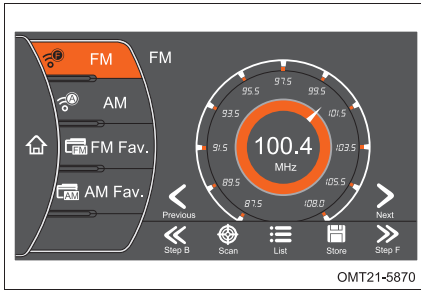 FM
FM
AM
FM
FM Fav.
AM
AM Fav.
97.5
95.5
99.5
93.5
101.5
91.5
100.4
103.5
MHz
89.5
105.5
87.5
108.0
Previous
Next
Step B
Scan
List
Store
Step F
OMT21-5870